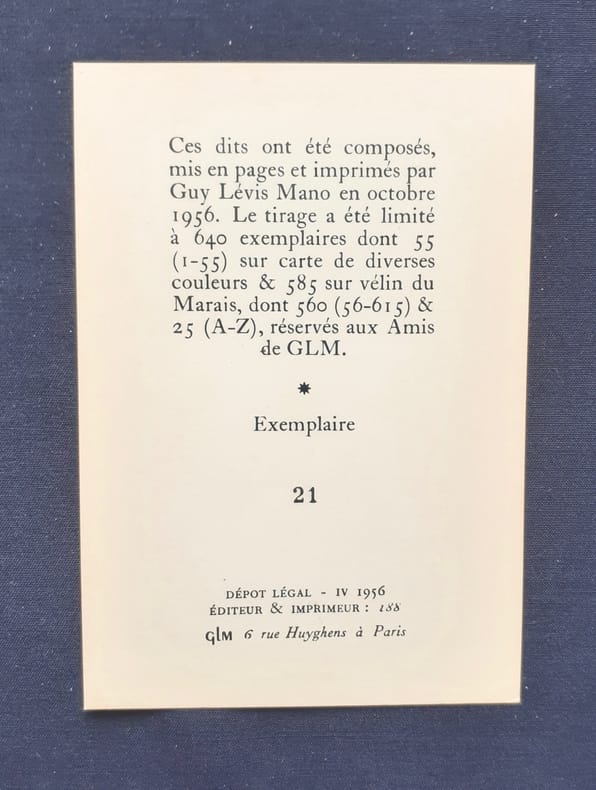 Ces dits ont été composés,
mis en pages et imprimés par
Guy Lévis Mano en octobre
1956. Le tirage a été limité
à 640 exemplaires dont 55
(1-55) sur carte de diverses
couleurs & 585 sur vélin du
Marais, dont 560 (56-615) &
25 (A-Z), réservés aux Amis
de GLM.
Exemplaire
21
DÉPOT LÉGAL - IV 1956
ÉDITEUR & IMPRIMEUR : 188
GLM 6 rue Huyghens à Paris